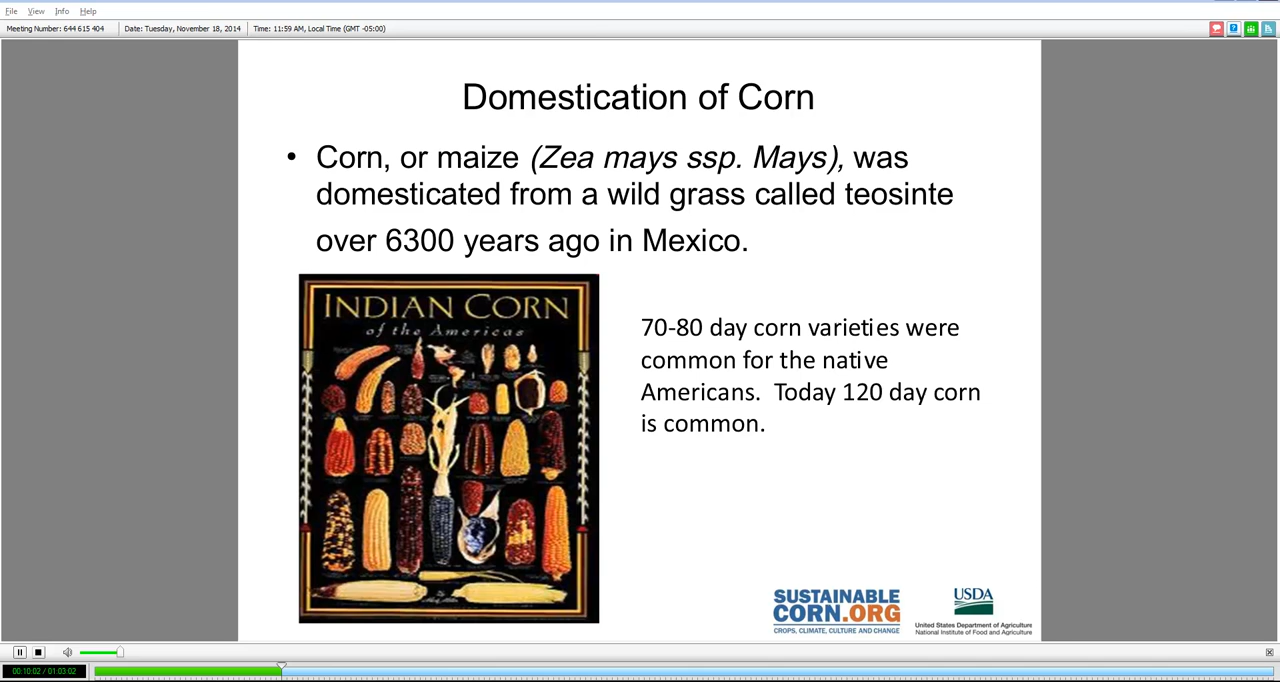 File View Info Help
Meeting Number: 644 615 404 Date: Tuesday, November 18, 2014 Time: 11:59 AM, Local Time (GMT -05:00)
Domestication of Corn
• Corn, or maize (Zea mays ssp. Mays), was
domesticated from a wild grass called teosinte
over 6300 years ago in Mexico.
INDIAN CORN
of the Americas
70-80 day corn varieties were
common for the native
Americans. Today 120 day corn
is common.
SUSTAINABLE
CORN.ORG
CROPS, CLIMATE, CULTURE AND CHANGE
USDA
United States Department of Agriculture
National Institute of Food and Agriculture
00:10:02 / 01:03:02